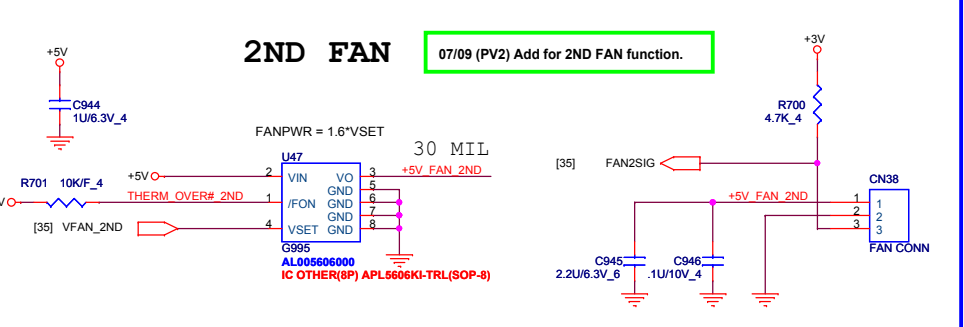 2ND FAN
07/09 (PV2) Add for 2ND FAN function.
+5V
C944
1U/6.3V_4
FANPWR = 1.6*VSET
30 MIL
U47
+5V
2
VIN
VO
3
+5V_FAN_2ND
R701
10K/F_4
THERM_OVER#_2ND
1
/FON
GND
5
GND
6
GND
7
[35]
VFAN_2ND
4
VSET
GND
8
G995
AL005606000
IC OTHER(8P) APL5606KI-TRL(SOP-8)
+3V
R700
4.7K_4
[35]
FAN2SIG
CN38
+5V_FAN_2ND
1
1
2
2
3
3
FAN CONN
C945
2.2U/6.3V_6
C946
.1U/10V_4